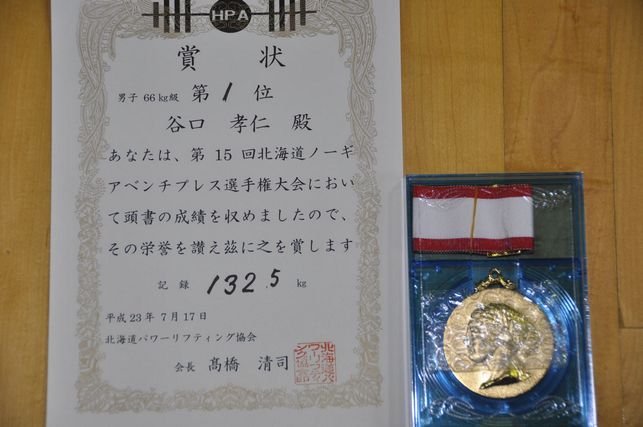 HPA
賞状
男子 66kg級 第1位
谷口 孝仁 殿
あなたは、第15回北海道ノーギ
アベンチプレス選手権大会におい
て頭書の成績を収めましたので、
その栄誉を讃え茲に之を賞します
記録 132.5 kg
平成23年7月17日
北海道パワーリフティング協会
会長 髙橋 清司